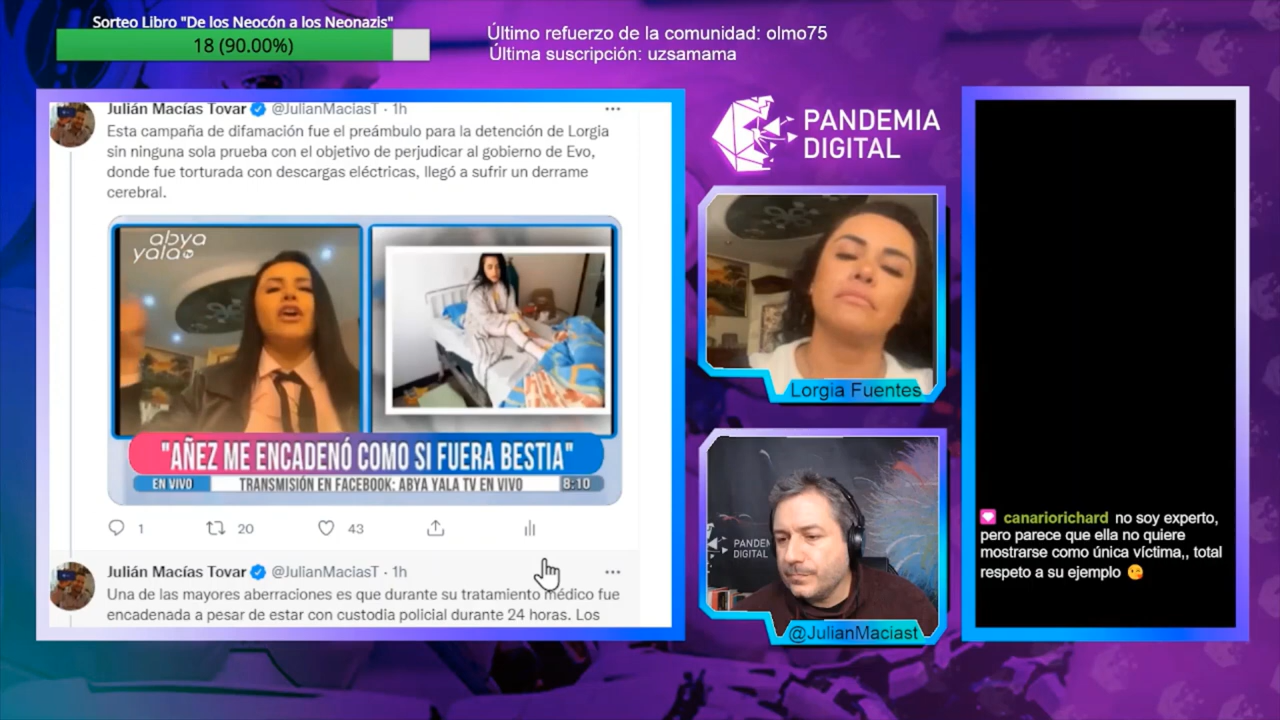 Sorteo Libro "De los Neocón a los Neonazis"
18 (90.00%)
Último refuerzo de la comunidad: olmo75
Última suscripción: uzsamama
Julián Macías Tovar @JulianMaciasT · 1h
Esta campaña de difamación fue el preámbulo para la detención de Lorgia
sin ninguna sola prueba con el objetivo de perjudicar al gobierno de Evo,
donde fue torturada con descargas eléctricas, llegó a sufrir un derrame
cerebral.
abya
yala
"AÑEZ ME ENCADENÓ COMO SI FUERA BESTIA"
EN VIVO TRANSMISIÓN EN FACEBOOK: ABYA YALA TV EN VIVO 8:10
1 20 43
Julián Macías Tovar @JulianMaciasT · 1h
Una de las mayores aberraciones es que durante su tratamiento médico fue
encadenada a pesar de estar con custodia policial durante 24 horas. Los
PANDEMIA
DIGITAL
Lorgia Fuentes
PANDEM
DIGITAL
@JulianMaciast
canariorichard no soy experto,
pero parece que ella no quiere
mostrarse como única víctima,, total
respeto a su ejemplo 😘